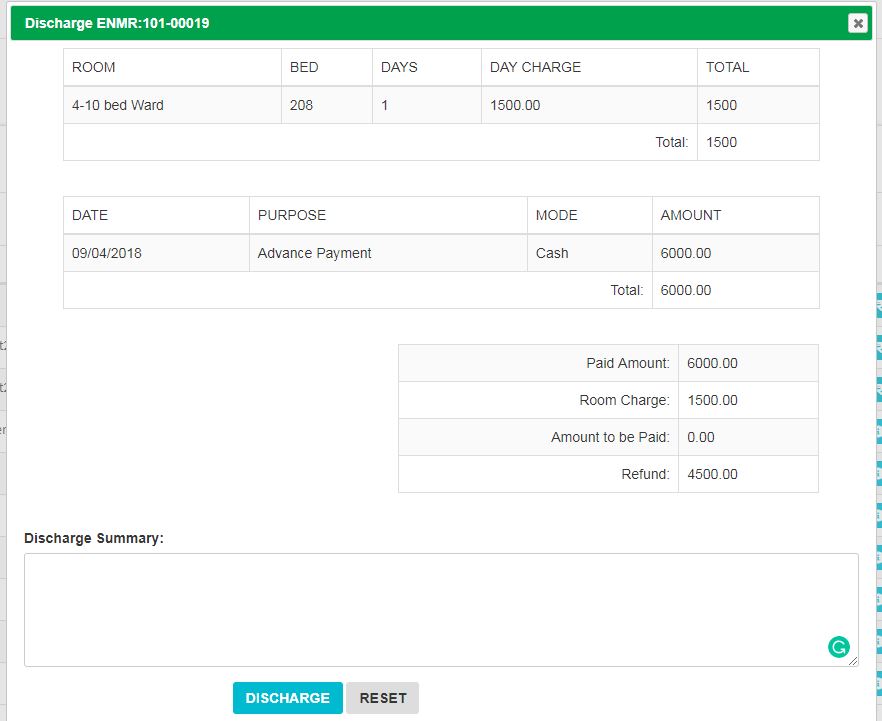 Discharge ENMR:101-00019
ROOM BED DAYS DAY CHARGE TOTAL
4-10 bed Ward 208 1 1500.00 1500
Total: 1500
DATE PURPOSE MODE AMOUNT
09/04/2018 Advance Payment Cash 6000.00
Total: 6000.00
Paid Amount: 6000.00
Room Charge: 1500.00
Amount to be Paid: 0.00
Refund: 4500.00
Discharge Summary:
DISCHARGE RESET